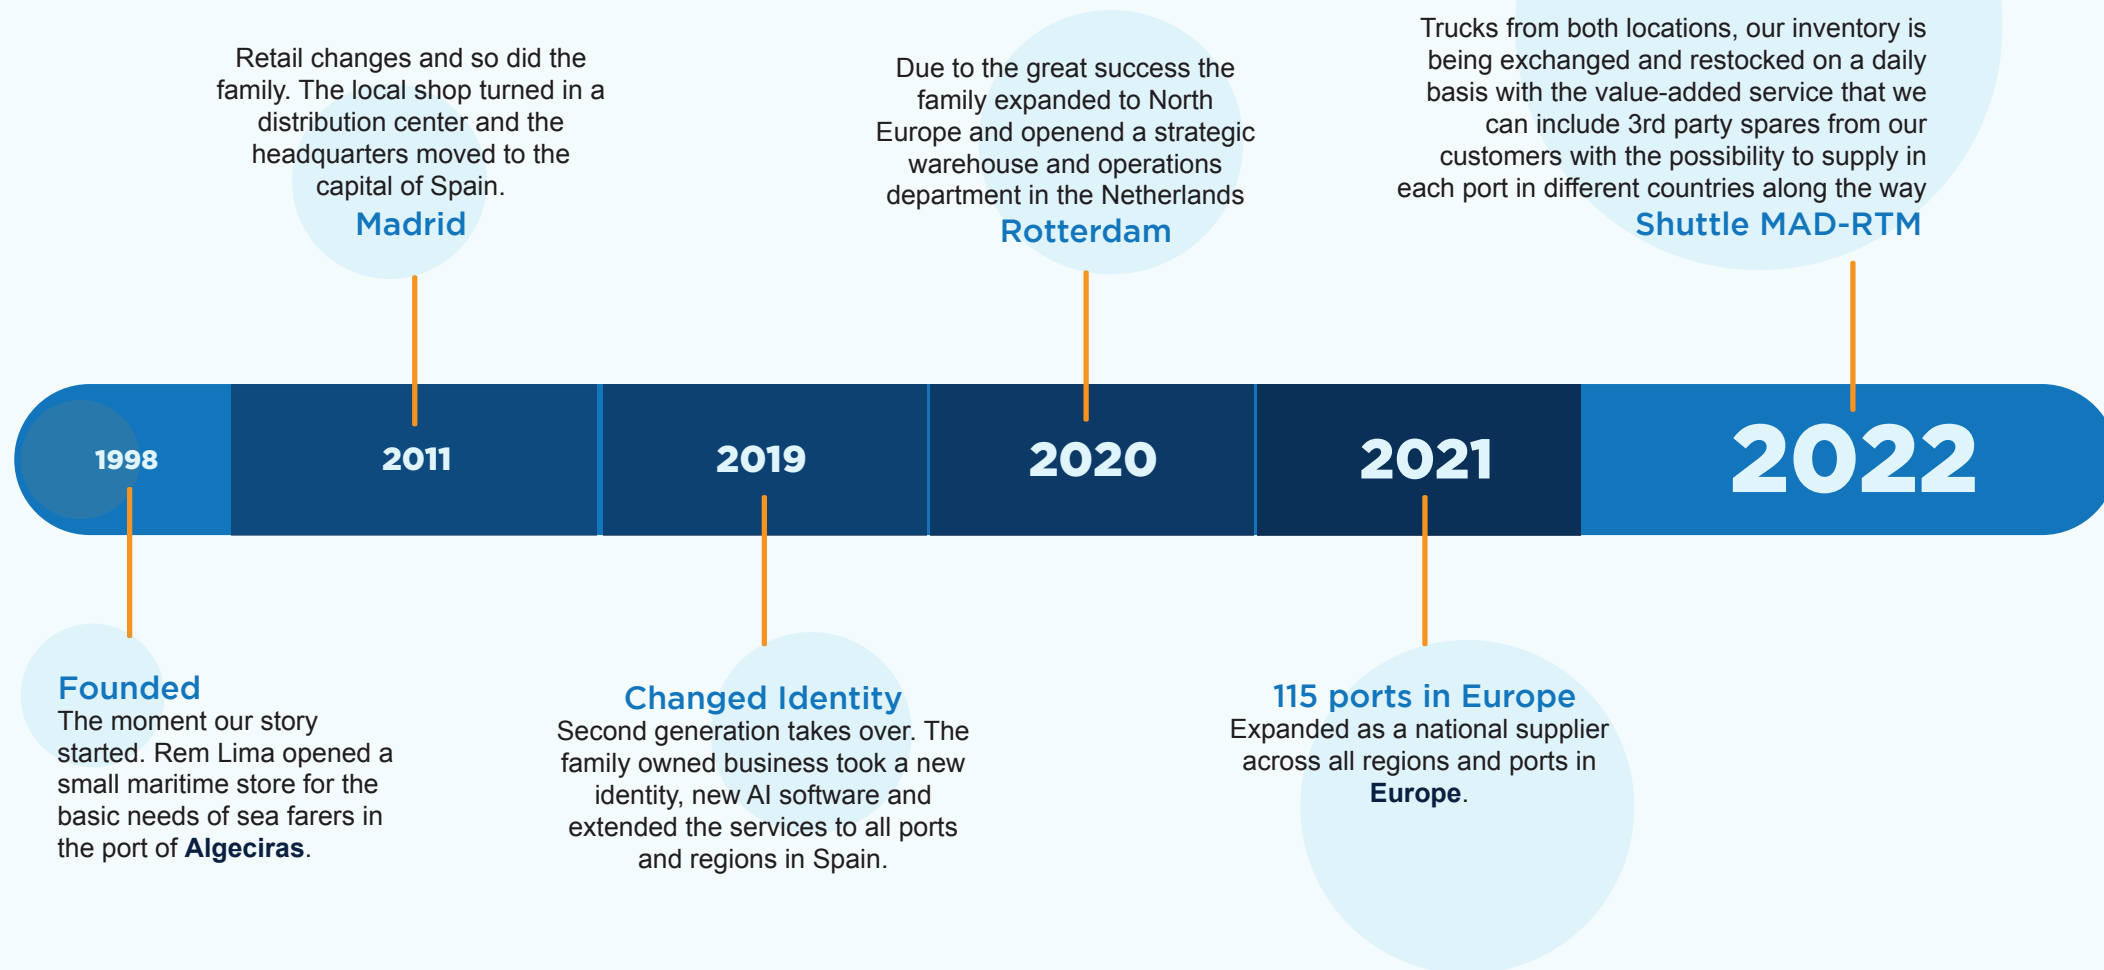 Retail changes and so did the
family. The local shop turned in a
distribution center and the
headquarters moved to the
capital of Spain.
Madrid
Due to the great success the
family expanded to North
Europe and openend a strategic
warehouse and operations
department in the Netherlands
Rotterdam
Trucks from both locations, our inventory is
being exchanged and restocked on a daily
basis with the value-added service that we
can include 3rd party spares from our
customers with the possibility to supply in
each port in different countries along the way
Shuttle MAD-RTM
1998
2011
2019
2020
2021
2022
Founded
The moment our story
started. Rem Lima opened a
small maritime store for the
basic needs of sea farers in
the port of Algeciras.
Changed Identity
Second generation takes over. The
family owned business took a new
identity, new AI software and
extended the services to all ports
and regions in Spain.
115 ports in Europe
Expanded as a national supplier
across all regions and ports in
Europe.